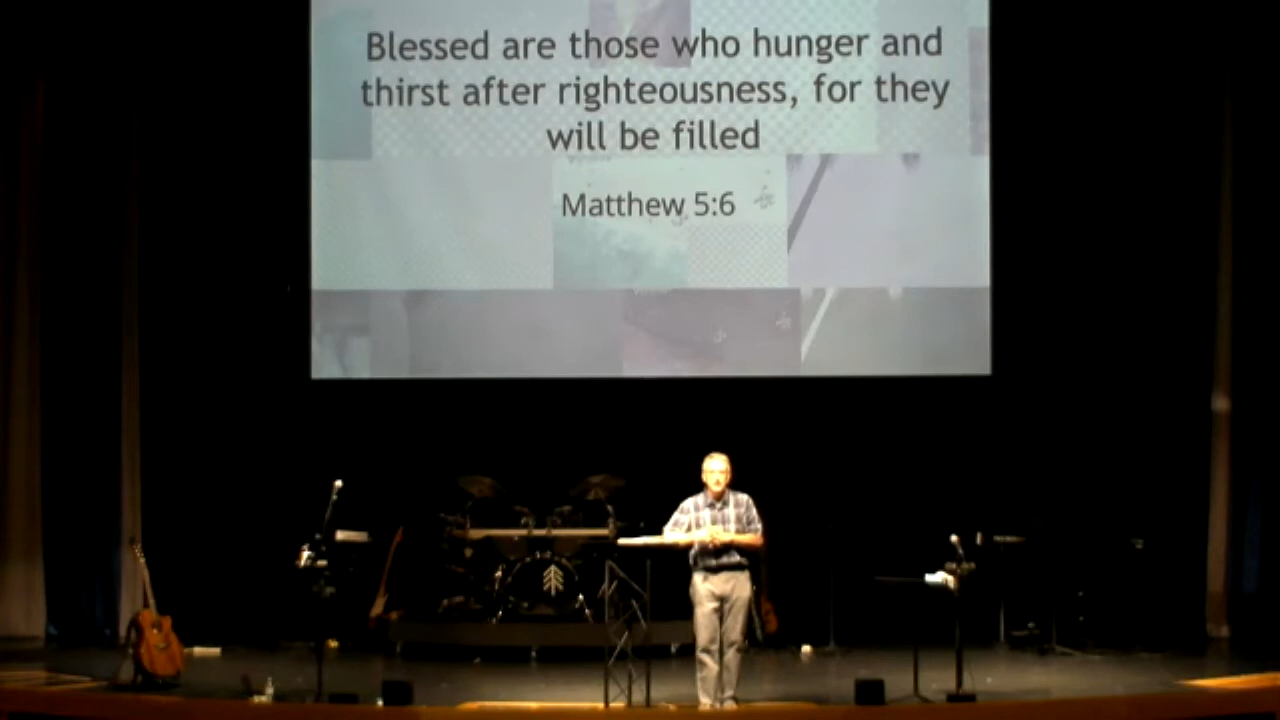 Blessed are those who hunger and
thirst after righteousness, for they
will be filled
Matthew 5:6